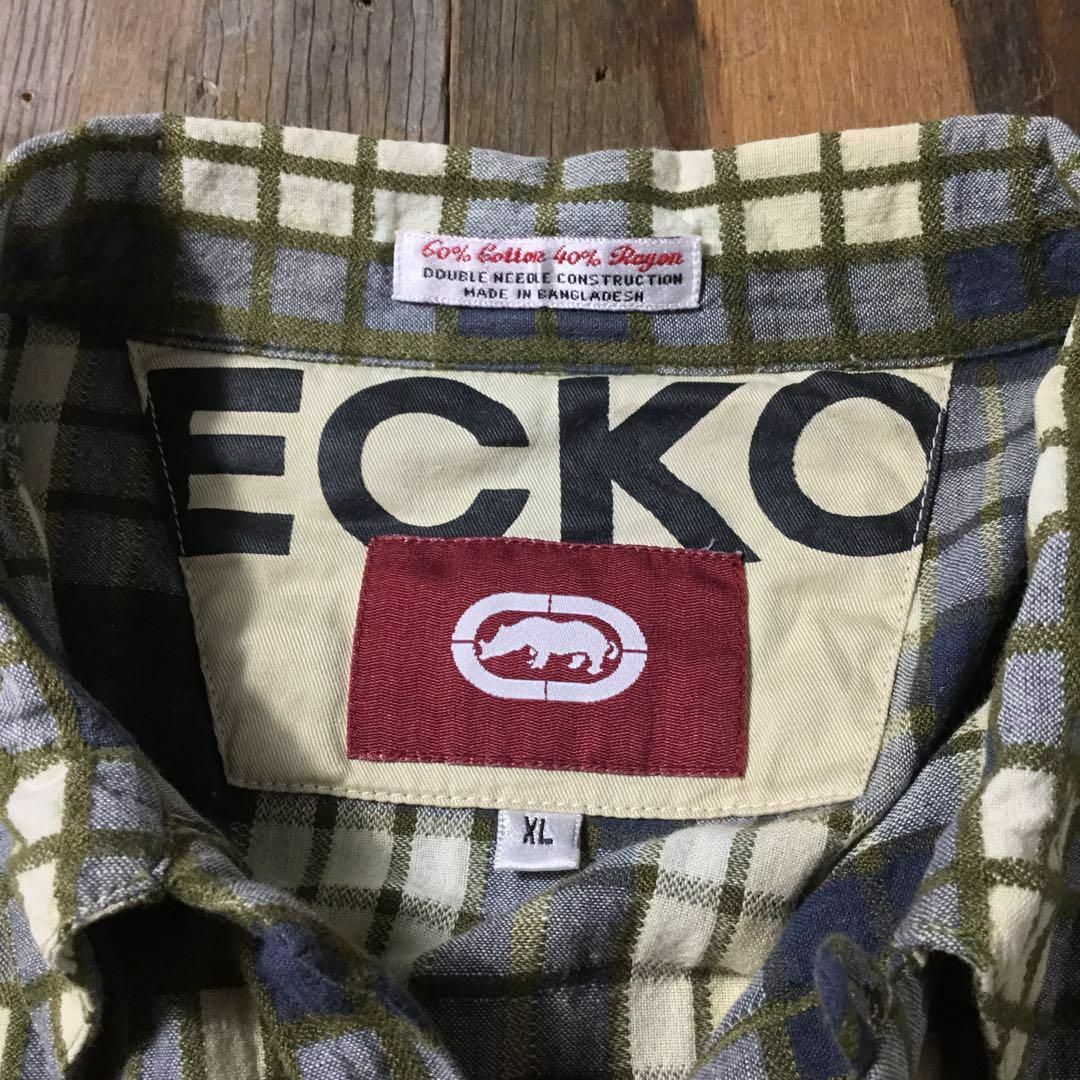 60% Cotton 40% Rayon
DOUBLE NEEDLE CONSTRUCTION
MADE IN BANGLADESH
ECKO
XL